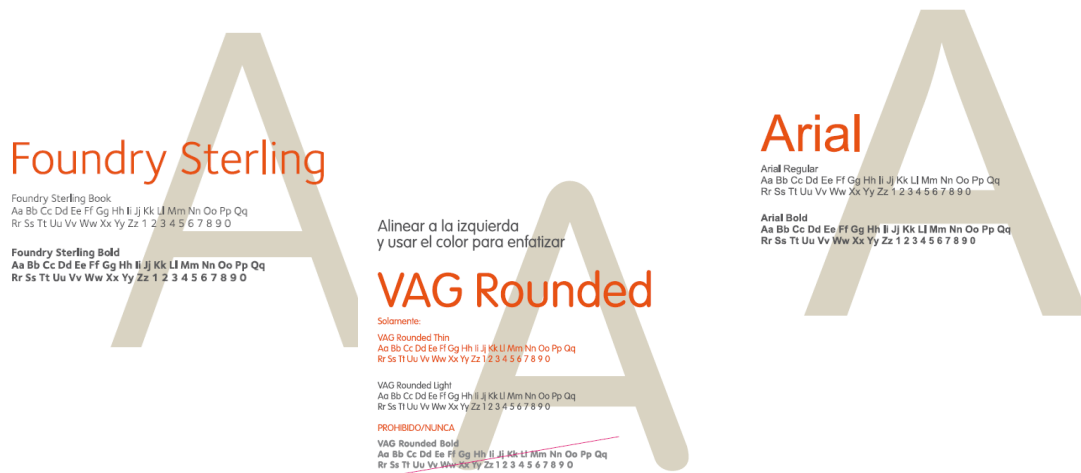 A
Foundry Sterling
Foundry Sterling Book
Aa Bb Cc Dd Ee Ff Gg Hh Ii Jj Kk Ll Mm Nn Oo Pp Qq
Rr Ss Tt Uu Vv Ww Xx Yy Zz 1 2 3 4 5 6 7 8 9 0
Foundry Sterling Bold
Aa Bb Cc Dd Ee Ff Gg Hh Ii Jj Kk Ll Mm Nn Oo Pp Qq
Rr Ss Tt Uu Vv Ww Xx Yy Zz 1 2 3 4 5 6 7 8 9 0
A
Alinear a la izquierda
y usar el color para enfatizar
VAG Rounded
Solamente:
VAG Rounded Thin
Aa Bb Cc Dd Ee Ff Gg Hh Ii Jj Kk Ll Mm Nn Oo Pp Qq
Rr Ss Tt Uu Vv Ww Xx Yy Zz 1 2 3 4 5 6 7 8 9 0
VAG Rounded Light
Aa Bb Cc Dd Ee Ff Gg Hh Ii Jj Kk Ll Mm Nn Oo Pp Qq
Rr Ss Tt Uu Vv Ww Xx Yy Zz 1 2 3 4 5 6 7 8 9 0
PROHIBIDO/NUNCA
VAG Rounded Bold
Aa Bb Cc Dd Ee Ff Gg Hh Ii Jj Kk Ll Mm Nn Oo Pp Qq
Rr Ss Tt Uu Vv Ww Xx Yy Zz 1 2 3 4 5 6 7 8 9 0
A
Arial
Arial Regular
Aa Bb Cc Dd Ee Ff Gg Hh Ii Jj Kk Ll Mm Nn Oo Pp Qq
Rr Ss Tt Uu Vv Ww Xx Yy Zz 1 2 3 4 5 6 7 8 9 0
Arial Bold
Aa Bb Cc Dd Ee Ff Gg Hh Ii Jj Kk Ll Mm Nn Oo Pp Qq
Rr Ss Tt Uu Vv Ww Xx Yy Zz 1 2 3 4 5 6 7 8 9 0